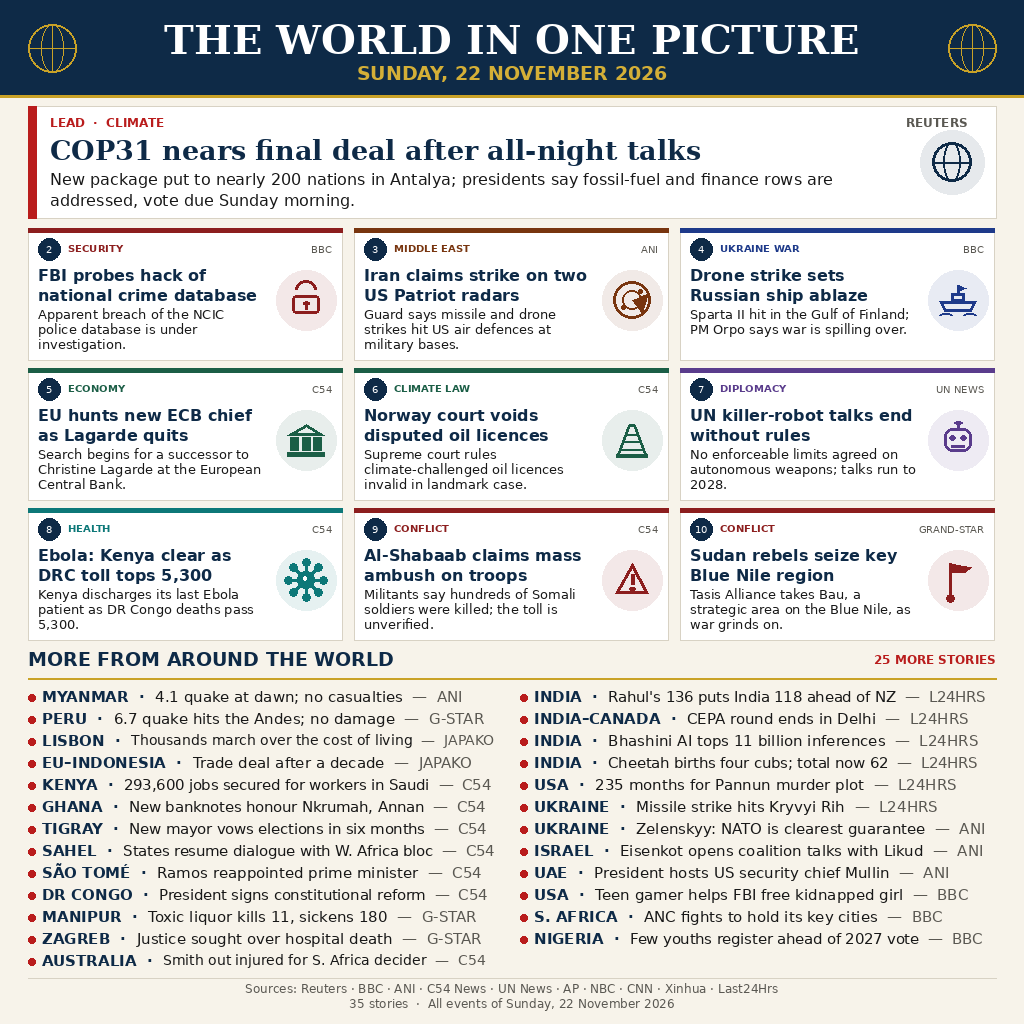 THE WORLD IN ONE PICTURE
SUNDAY, 22 NOVEMBER 2026
LEAD · CLIMATE
REUTERS
COP31 nears final deal after all-night talks
New package put to nearly 200 nations in Antalya; presidents say fossil-fuel and finance rows are
addressed, vote due Sunday morning.
2 SECURITY BBC
FBI probes hack of
national crime database
Apparent breach of the NCIC
police database is under
investigation.
3 MIDDLE EAST ANI
Iran claims strike on two
US Patriot radars
Guard says missile and drone
strikes hit US air defences at
military bases.
4 UKRAINE WAR BBC
Drone strike sets
Russian ship ablaze
Sparta II hit in the Gulf of Finland;
PM Orpo says war is spilling over.
5 ECONOMY C54
EU hunts new ECB chief
as Lagarde quits
Search begins for a successor to
Christine Lagarde at the European
Central Bank.
6 CLIMATE LAW C54
Norway court voids
disputed oil licences
Supreme court rules
climate-challenged oil licences
invalid in landmark case.
7 DIPLOMACY UN NEWS
UN killer-robot talks end
without rules
No enforceable limits agreed on
autonomous weapons; talks run to
2028.
8 HEALTH C54
Ebola: Kenya clear as
DRC toll tops 5,300
Kenya discharges its last Ebola
patient as DR Congo deaths pass
5,300.
9 CONFLICT C54
Al-Shabaab claims mass
ambush on troops
Militants say hundreds of Somali
soldiers were killed; the toll is
unverified.
10 CONFLICT GRAND-STAR
Sudan rebels seize key
Blue Nile region
Tasis Alliance takes Bau, a
strategic area on the Blue Nile, as
war grinds on.
MORE FROM AROUND THE WORLD
25 MORE STORIES
MYANMAR · 4.1 quake at dawn; no casualties — ANI
PERU · 6.7 quake hits the Andes; no damage — G-STAR
LISBON · Thousands march over the cost of living — JAPAKO
EU–INDONESIA · Trade deal after a decade — JAPAKO
KENYA · 293,600 jobs secured for workers in Saudi — C54
GHANA · New banknotes honour Nkrumah, Annan — C54
TIGRAY · New mayor vows elections in six months — C54
SAHEL · States resume dialogue with W. Africa bloc — C54
SÃO TOMÉ · Ramos reappointed prime minister — C54
DR CONGO · President signs constitutional reform — C54
MANIPUR · Toxic liquor kills 11, sickens 180 — G-STAR
ZAGREB · Justice sought over hospital death — G-STAR
AUSTRALIA · Smith out injured for S. Africa decider — C54
INDIA · Rahul's 136 puts India 118 ahead of NZ — L24HRS
INDIA–CANADA · CEPA round ends in Delhi — L24HRS
INDIA · Bhashini AI tops 11 billion inferences — L24HRS
INDIA · Cheetah births four cubs; total now 62 — L24HRS
USA · 235 months for Pannun murder plot — L24HRS
UKRAINE · Missile strike hits Kryvyi Rih — L24HRS
UKRAINE · Zelenskyy: NATO is clearest guarantee — ANI
ISRAEL · Eisenkot opens coalition talks with Likud — ANI
UAE · President hosts US security chief Mullin — ANI
USA · Teen gamer helps FBI free kidnapped girl — BBC
S. AFRICA · ANC fights to hold its key cities — BBC
NIGERIA · Few youths register ahead of 2027 vote — BBC
Sources: Reuters · BBC · ANI · C54 News · UN News · AP · NBC · CNN · Xinhua · Last24Hrs
35 stories · All events of Sunday, 22 November 2026